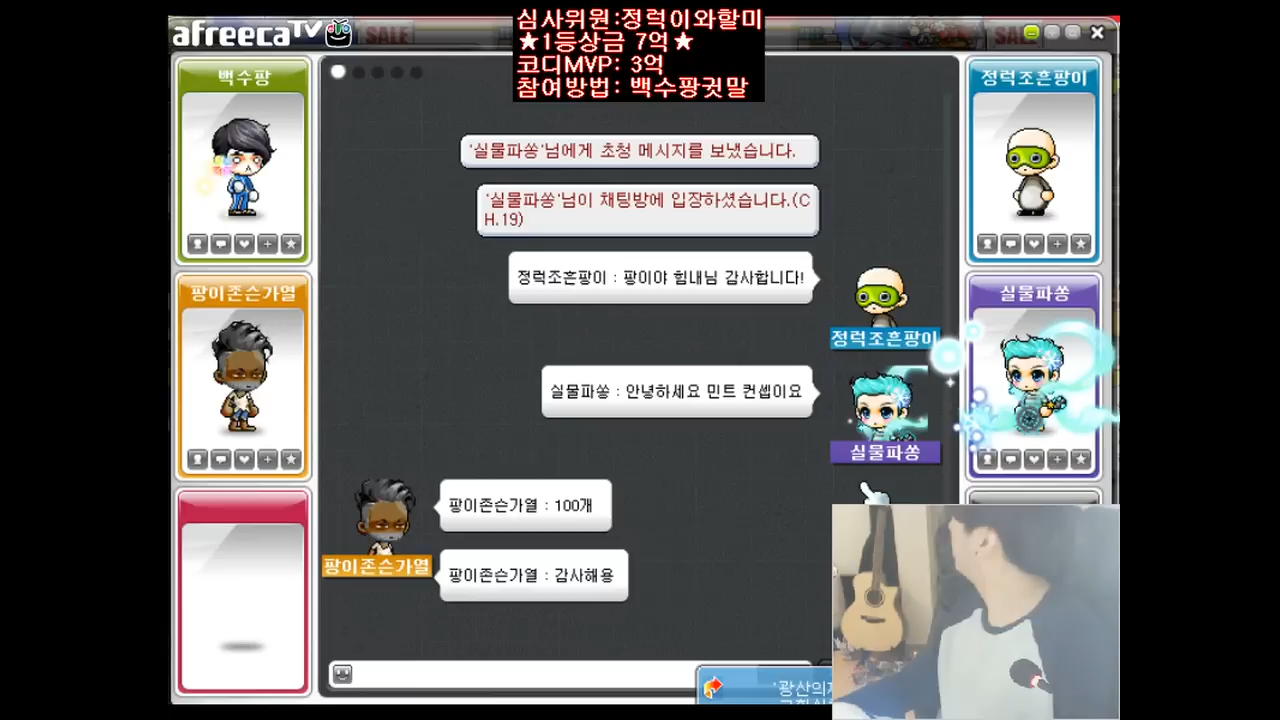 심사위원:정력이와할미
★1등상금 7억★
코디MVP: 3억
참여방법: 백수팡귓말
afreecaTV
SALE
SALE
백수팡
정력조흔팡이
'실물파쏭'님에게 초청 메시지를 보냈습니다.
'실물파쏭'님이 채팅방에 입장하셨습니다.(C
H.19)
정력조흔팡이 : 팡이야 힘내님 감사합니다!
정력조흔팡이
팡이존슨가열
실물파쏭
실물파쏭 : 안녕하세요 민트 컨셉이요
실물파쏭
팡이존슨가열 : 100개
팡이존슨가열
팡이존슨가열 : 감사해용